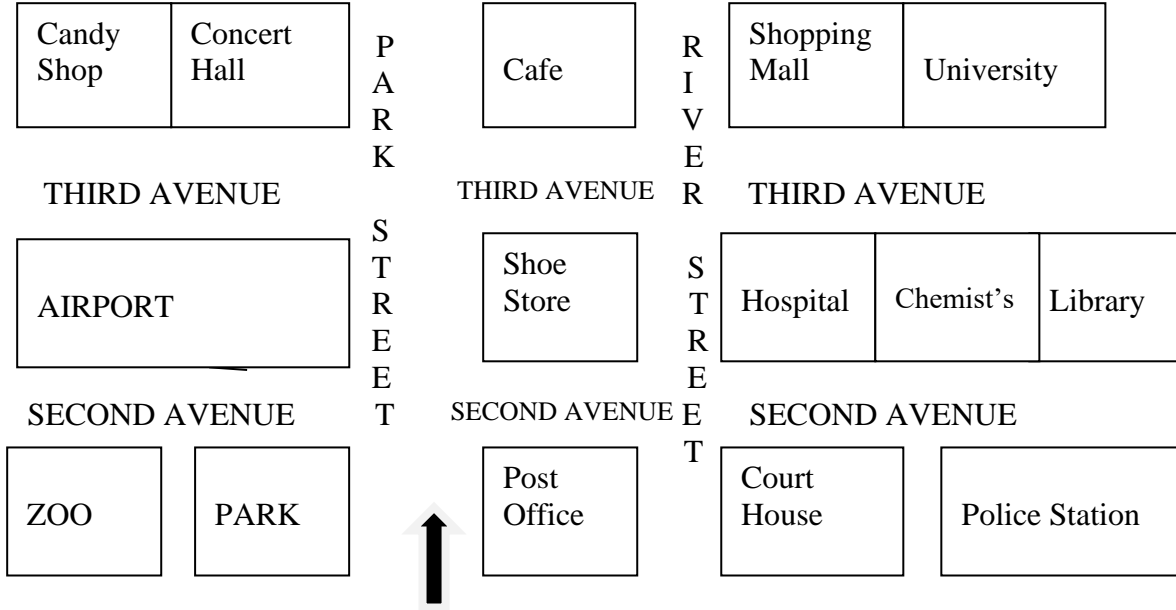 Candy
Shop
Concert
Hall
PARK STREET
Cafe
RIVER STREET
Shopping
Mall
University
THIRD AVENUE
THIRD AVENUE
THIRD AVENUE
AIRPORT
Shoe
Store
Hospital
Chemist's
Library
SECOND AVENUE
SECOND AVENUE
SECOND AVENUE
ZOO
PARK
Post
Office
Court
House
Police Station